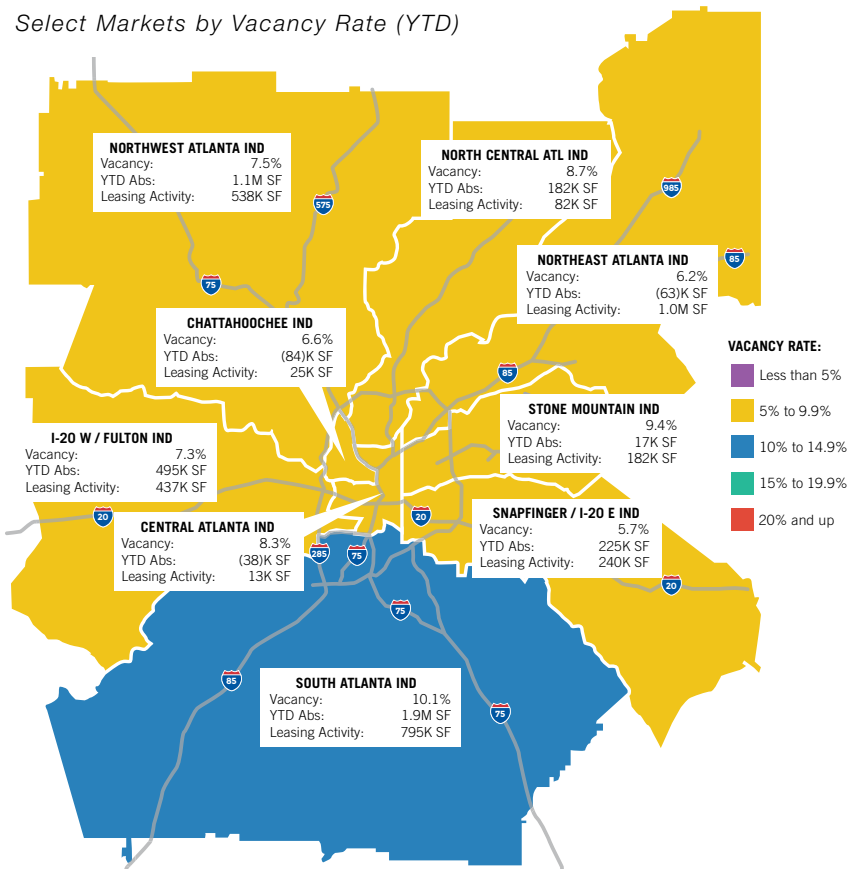 Select Markets by Vacancy Rate (YTD)
NORTHWEST ATLANTA IND
Vacancy: 7.5%
YTD Abs: 1.1M SF
Leasing Activity: 538K SF
NORTH CENTRAL ATL IND
Vacancy: 8.7%
YTD Abs: 182K SF
Leasing Activity: 82K SF
985
575
NORTHEAST ATLANTA IND
Vacancy: 6.2%
YTD Abs: (63)K SF
Leasing Activity: 1.0M SF
85
75
CHATTAHOOCHEE IND
Vacancy: 6.6%
YTD Abs: (84)K SF
Leasing Activity: 25K SF
85
VACANCY RATE:
Less than 5%
5% to 9.9%
10% to 14.9%
15% to 19.9%
20% and up
STONE MOUNTAIN IND
Vacancy: 9.4%
YTD Abs: 17K SF
Leasing Activity: 182K SF
I-20 W / FULTON IND
Vacancy: 7.3%
YTD Abs: 495K SF
Leasing Activity: 437K SF
20
CENTRAL ATLANTA IND
Vacancy: 8.3%
YTD Abs: (38)K SF
Leasing Activity: 13K SF
20
SNAPFINGER / I-20 E IND
Vacancy: 5.7%
YTD Abs: 225K SF
Leasing Activity: 240K SF
285
75
20
75
85
SOUTH ATLANTA IND
Vacancy: 10.1%
YTD Abs: 1.9M SF
Leasing Activity: 795K SF
75